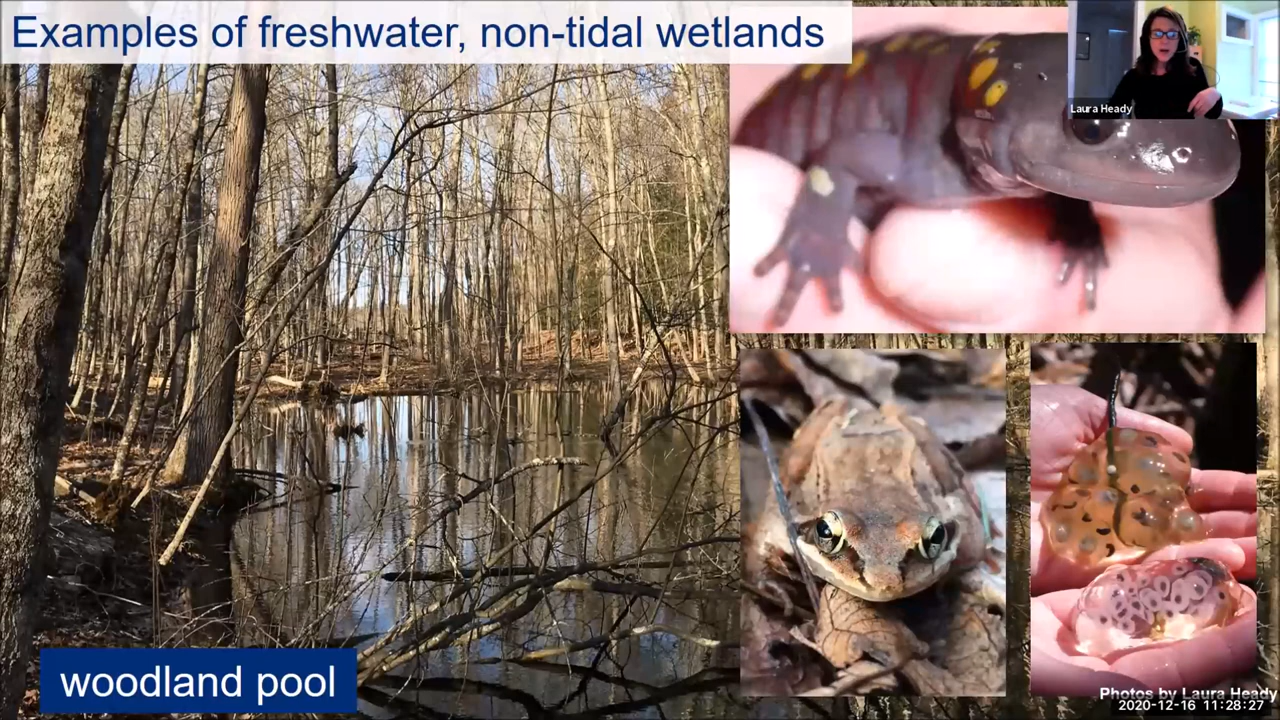 Examples of freshwater, non-tidal wetlands
Laura Heady
woodland pool
Photos by Laura Heady
2020-12-16 11:28:27